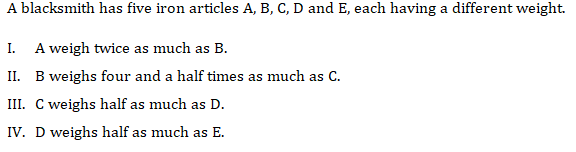 A blacksmith has five iron articles A, B, C, D and E, each having a different weight.
I. A weigh twice as much as B.
II. B weighs four and a half times as much as C.
III. C weighs half as much as D.
IV. D weighs half as much as E.